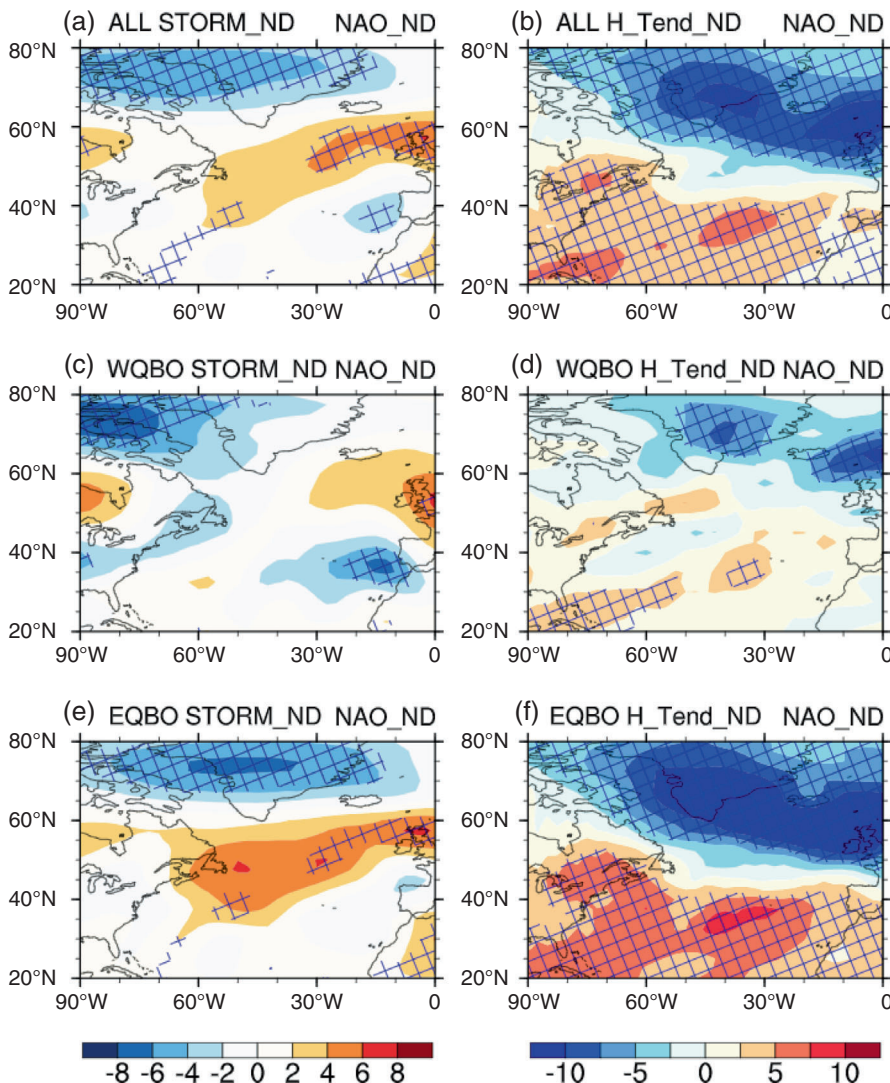 (a) ALL STORM_ND NAO_ND (b) ALL H_Tend_ND NAO_ND
80°N 80°N
60°N 60°N
40°N 40°N
20°N 20°N
90°W 60°W 30°W 0 90°W 60°W 30°W 0
(c) WQBO STORM_ND NAO_ND (d) WQBO H_Tend_ND NAO_ND
80°N 80°N
60°N 60°N
40°N 40°N
20°N 20°N
90°W 60°W 30°W 0 90°W 60°W 30°W 0
(e) EQBO STORM_ND NAO_ND (f) EQBO H_Tend_ND NAO_ND
80°N 80°N
60°N 60°N
40°N 40°N
20°N 20°N
90°W 60°W 30°W 0 90°W 60°W 30°W 0
-8 -6 -4 -2 0 2 4 6 8 -10 -5 0 5 10